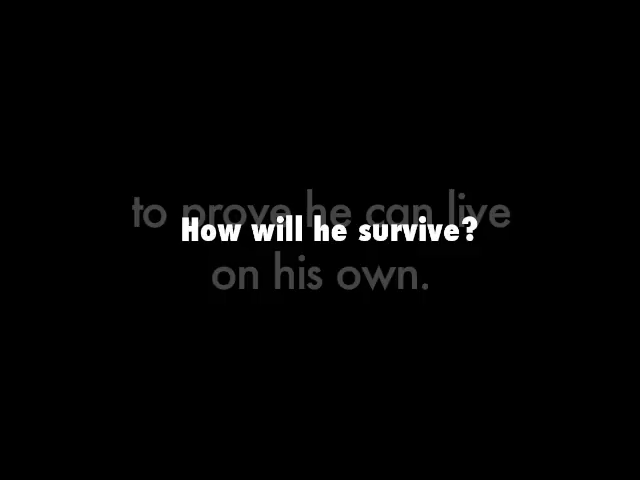 to prove he can live
How will he survive?
on his own.